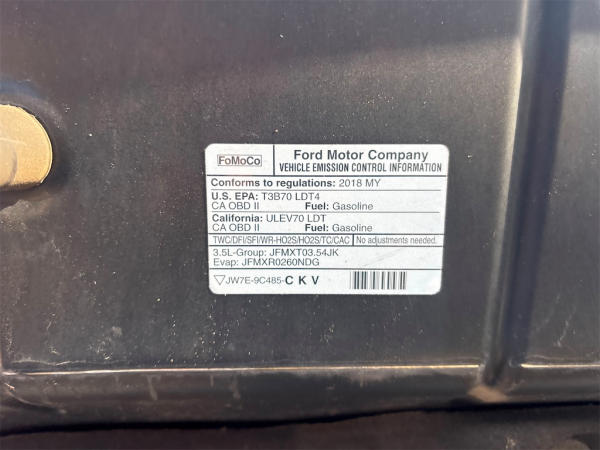 FoMoCo
Ford Motor Company
VEHICLE EMISSION CONTROL INFORMATION
Conforms to regulations: 2018 MY
U.S. EPA: T3B70 LDT4
CA OBD II Fuel: Gasoline
California: ULEV70 LDT
CA OBD II Fuel: Gasoline
TWC/DFI/SFI/WR-HO2S/HO2S/TC/CAC No adjustments needed.
3.5L-Group: JFMXT03.54JK
Evap: JFMXR0260NDG
JW7E-9C485-C K V